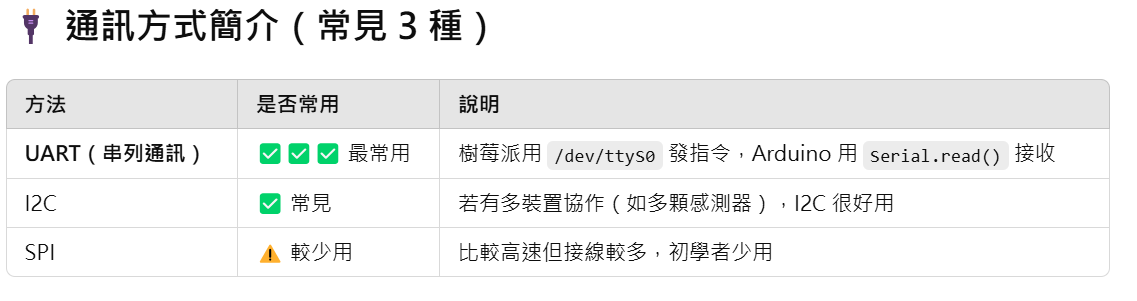 通訊方式簡介（常見 3 種）
方法 是否常用 說明
UART（串列通訊） ✅ ✅ ✅ 最常用 樹莓派用 /dev/ttyS0 發指令，Arduino 用 Serial.read() 接收
I2C ✅ 常見 若有多裝置協作（如多顆感測器），I2C 很好用
SPI ⚠️ 較少用 比較高速但接線較多，初學者少用